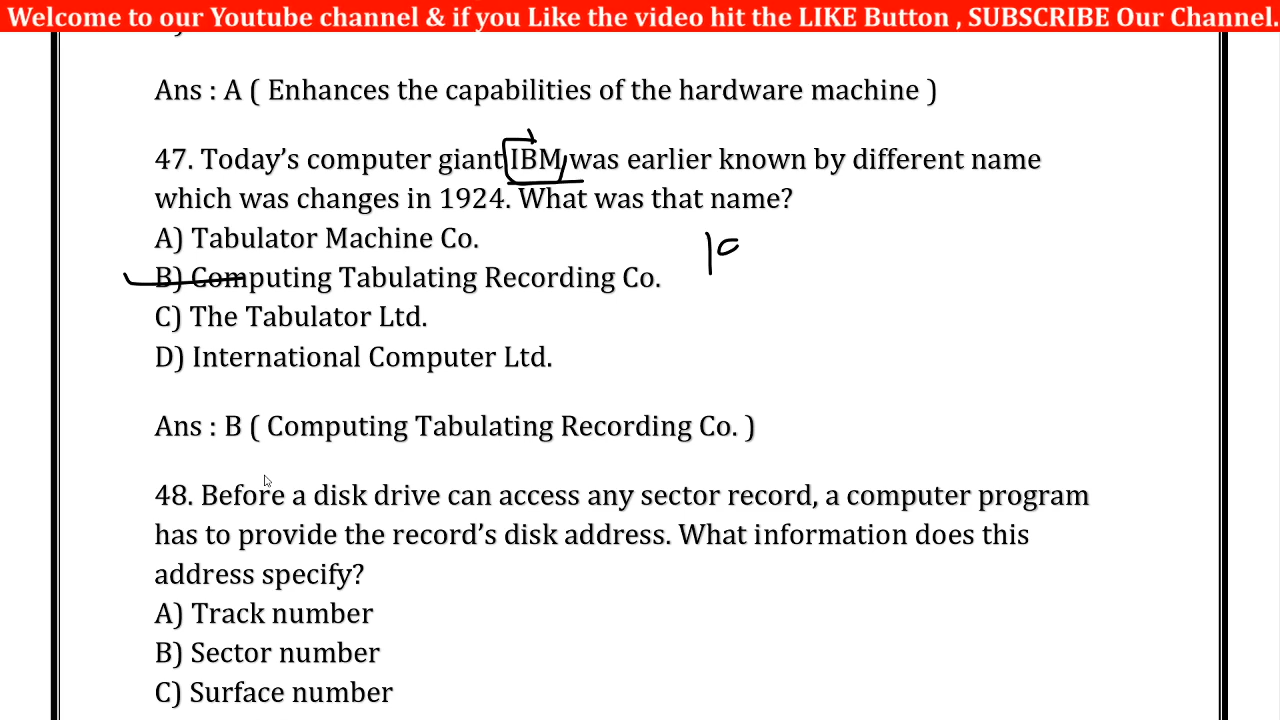 Welcome to our Youtube channel & if you Like the video hit the LIKE Button , SUBSCRIBE Our Channel.
Ans : A ( Enhances the capabilities of the hardware machine )
47. Today’s computer giant IBM was earlier known by different name
which was changes in 1924. What was that name?
A) Tabulator Machine Co.
B) Computing Tabulating Recording Co.
C) The Tabulator Ltd.
D) International Computer Ltd.
Ans : B ( Computing Tabulating Recording Co. )
48. Before a disk drive can access any sector record, a computer program
has to provide the record’s disk address. What information does this
address specify?
A) Track number
B) Sector number
C) Surface number